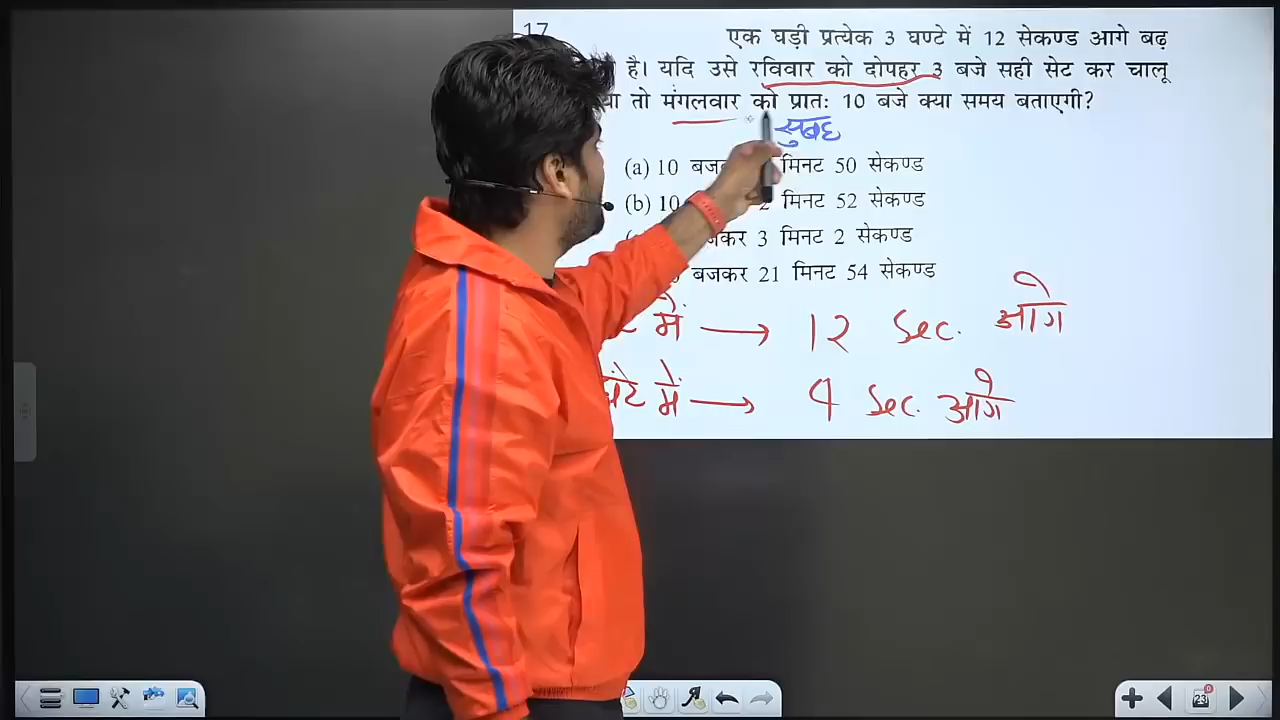 17
एक घड़ी प्रत्येक 3 घण्टे में 12 सेकण्ड आगे बढ़
है। यदि उसे रविवार को दोपहर 3 बजे सही सेट कर चालू
तो मंगलवार को प्रातः 10 बजे क्या समय बताएगी?
सुबह
(a) 10 मिनट 50 सेकण्ड
(b) 10 2 मिनट 52 सेकण्ड
3 मिनट 2 सेकण्ड
बजकर 21 मिनट 54 सेकण्ड
में → 12 Sec. आगे
घंटे में → 4 Sec. आगे
23